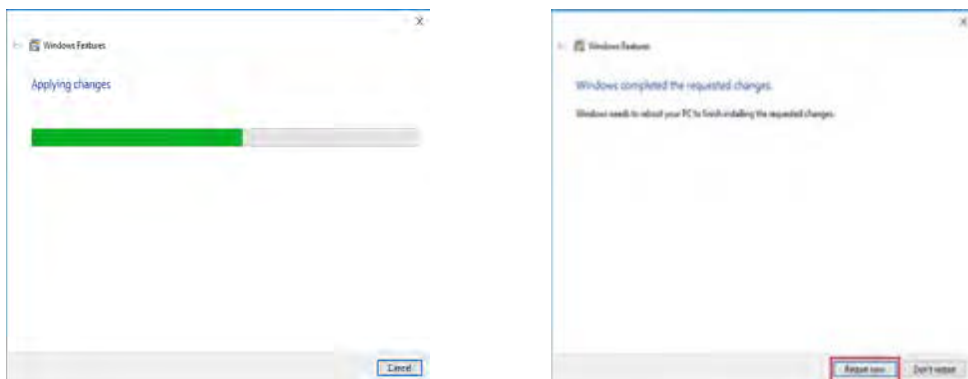 Windows Features
Applying changes
Cancel
Windows Features
Windows completed the requested changes.
Windows needs to reboot your PC to finish installing the requested changes.
Restart now
Don't restart